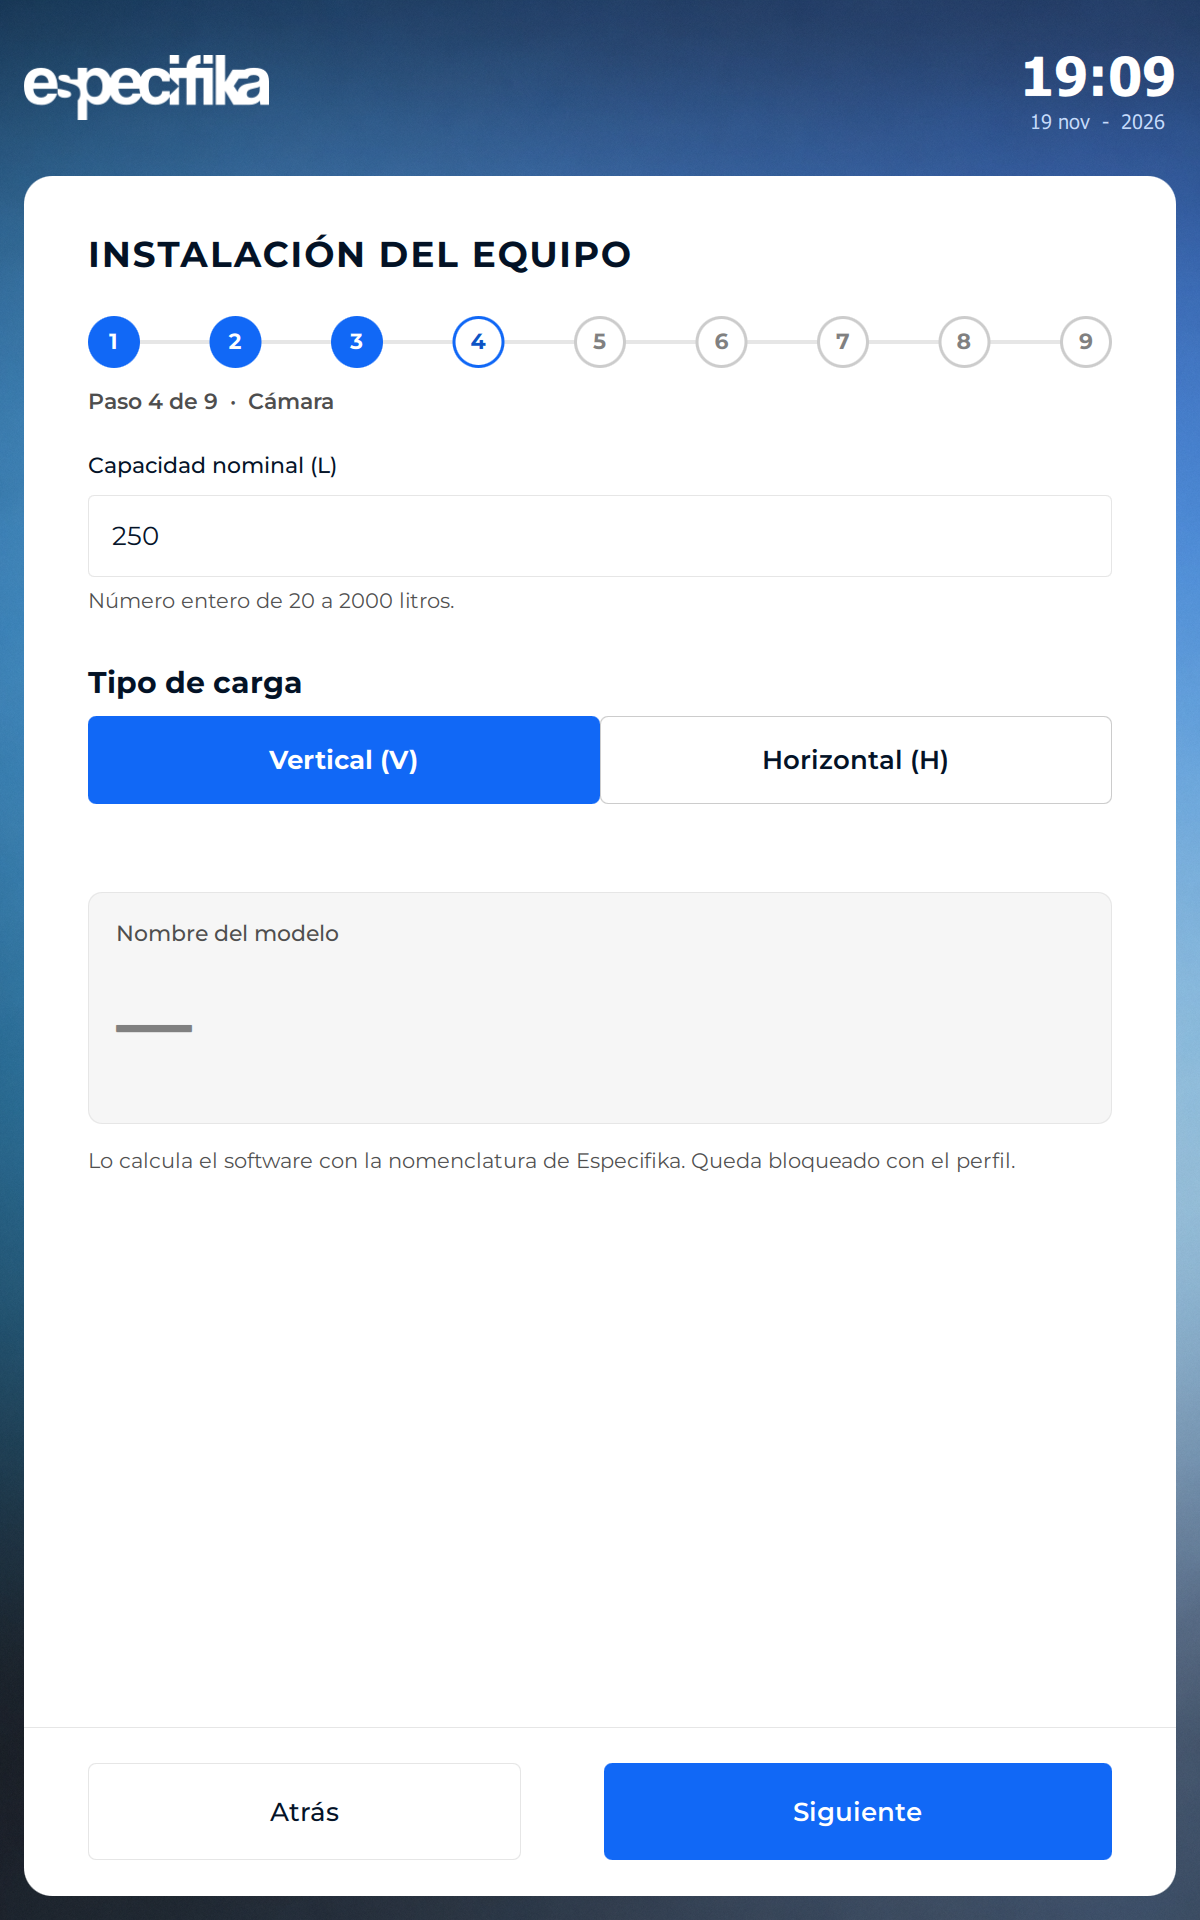 especifika
19:09
19 nov - 2026
INSTALACIÓN DEL EQUIPO
1 2 3 4 5 6 7 8 9
Paso 4 de 9 · Cámara
Capacidad nominal (L)
250
Número entero de 20 a 2000 litros.
Tipo de carga
Vertical (V) Horizontal (H)
Nombre del modelo
—
Lo calcula el software con la nomenclatura de Especifika. Queda bloqueado con el perfil.
Atrás Siguiente